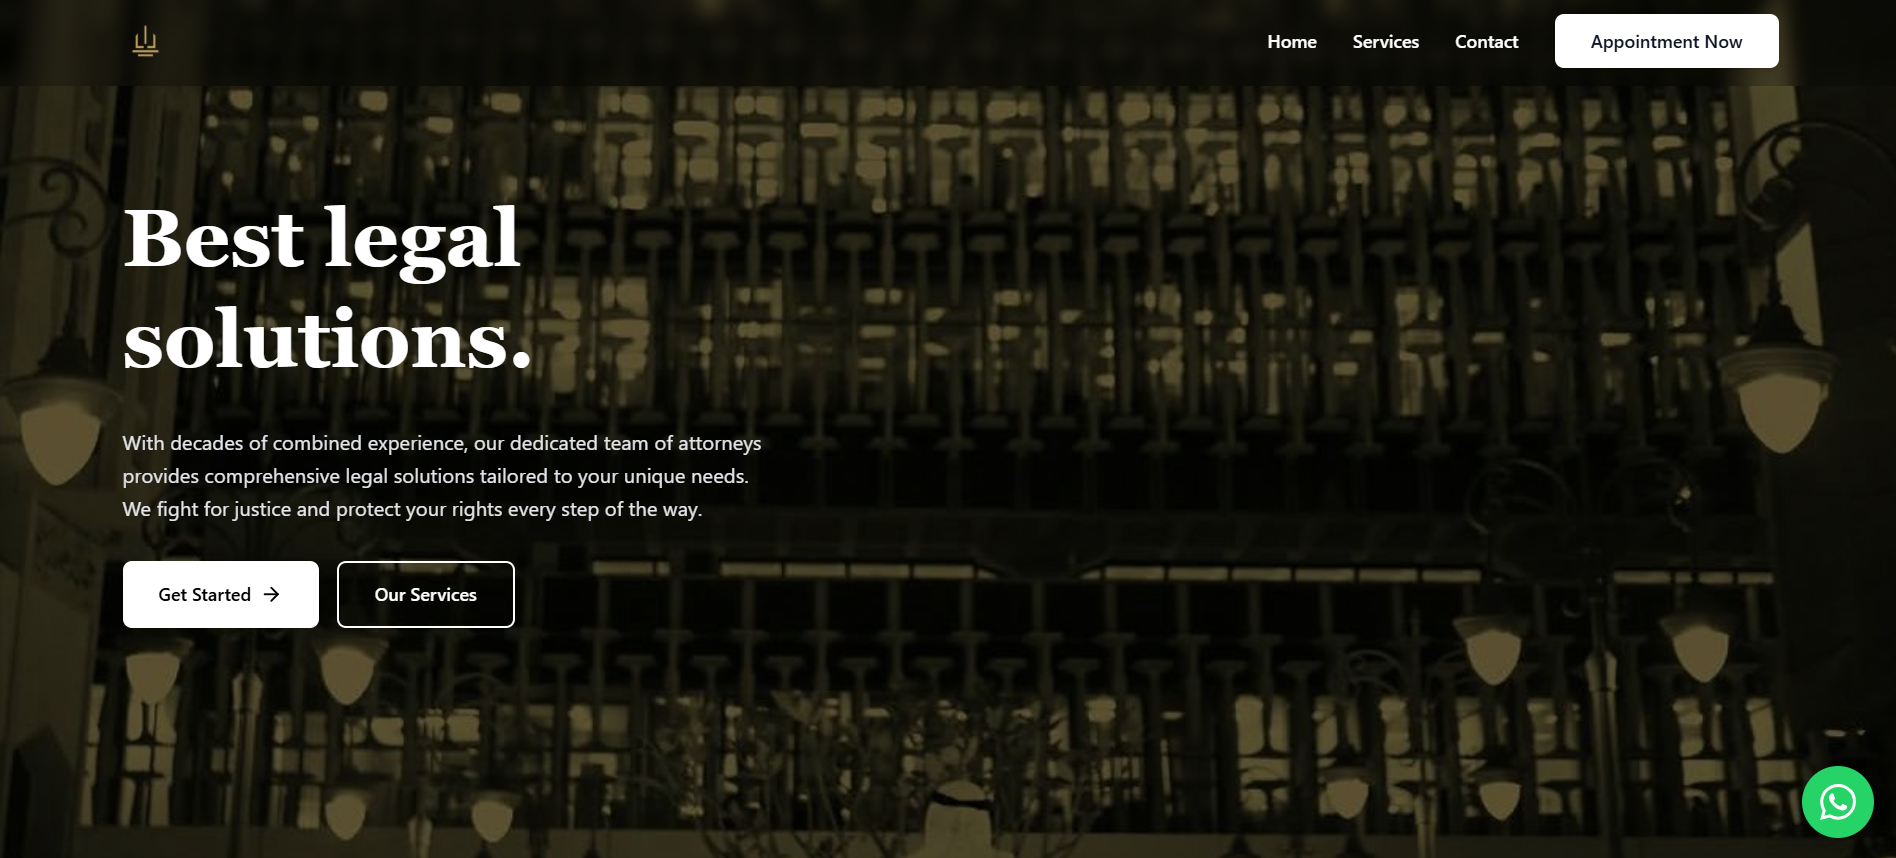 Home
Services
Contact
Appointment Now
Best legal
solutions.
With decades of combined experience, our dedicated team of attorneys
provides comprehensive legal solutions tailored to your unique needs.
We fight for justice and protect your rights every step of the way.
Get Started
Our Services